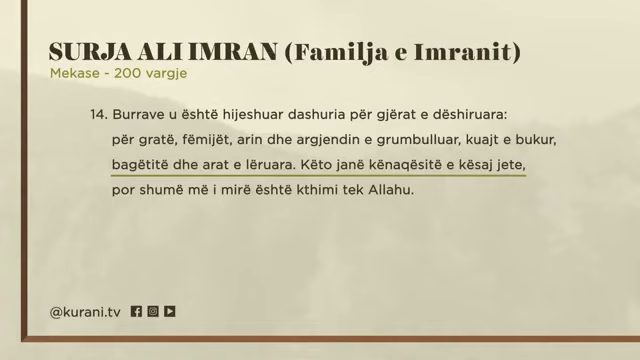 SURJA ALI IMRAN (Familja e Imranit)
Mekase - 200 vargje
14. Burrave u është hijeshuar dashuria për gjërat e dëshiruara:
për gratë, fëmijët, arin dhe argjendin e grumbulluar, kuajt e bukur,
bagëtitë dhe arat e lëruara. Këto janë kënaqësitë e kësaj jete,
por shumë më i mirë është kthimi tek Allahu.
@kurani.tv